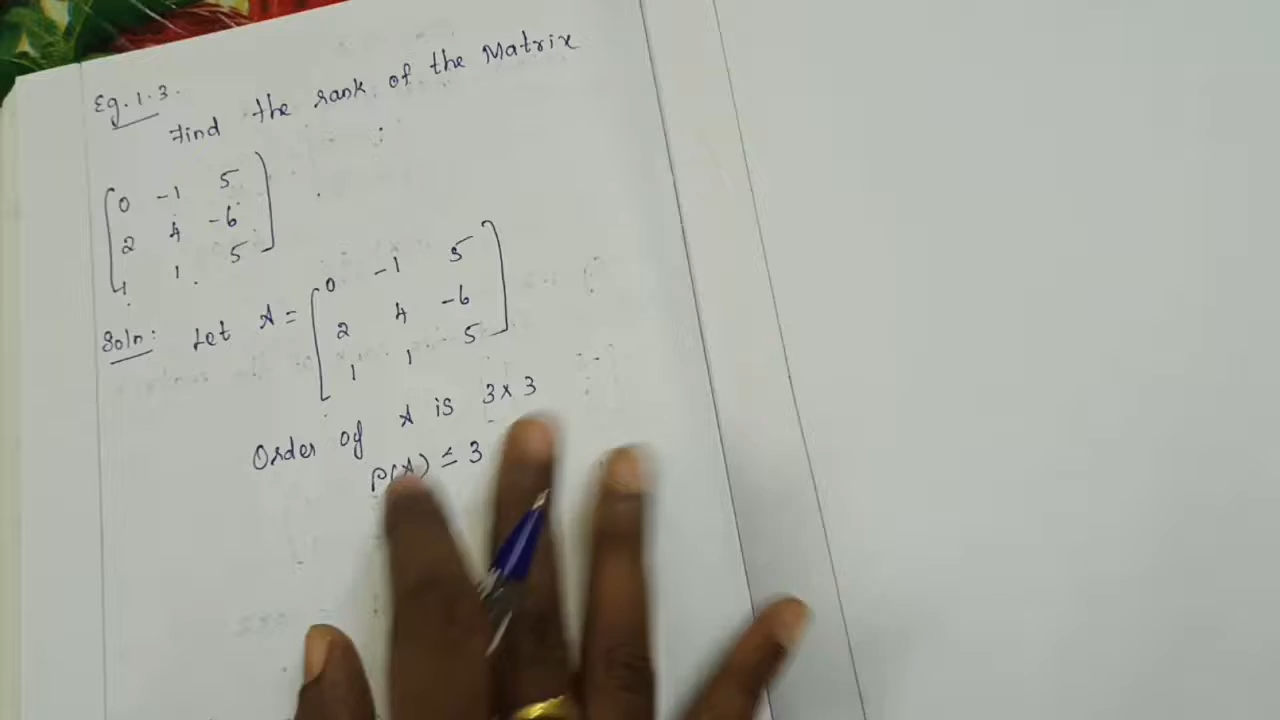 Eg. 1.3.
Find the rank of the Matrix
0 -1 5
2 4 -6
1 1 5
Soln: Let A =
0 -1 5
2 4 -6
1 1 5
Order of A is 3 x 3
ρ(A) ≤ 3